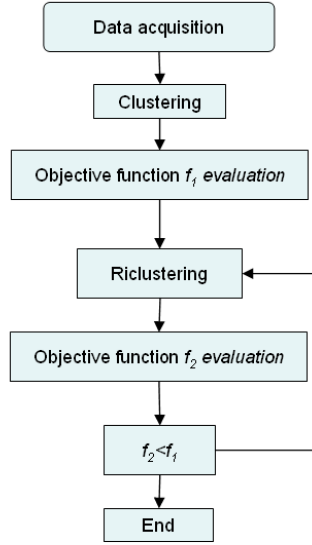 Data acquisition
Clustering
Objective function f₁ evaluation
Riclustering
Objective function f₂ evaluation
f₂<f₁
End